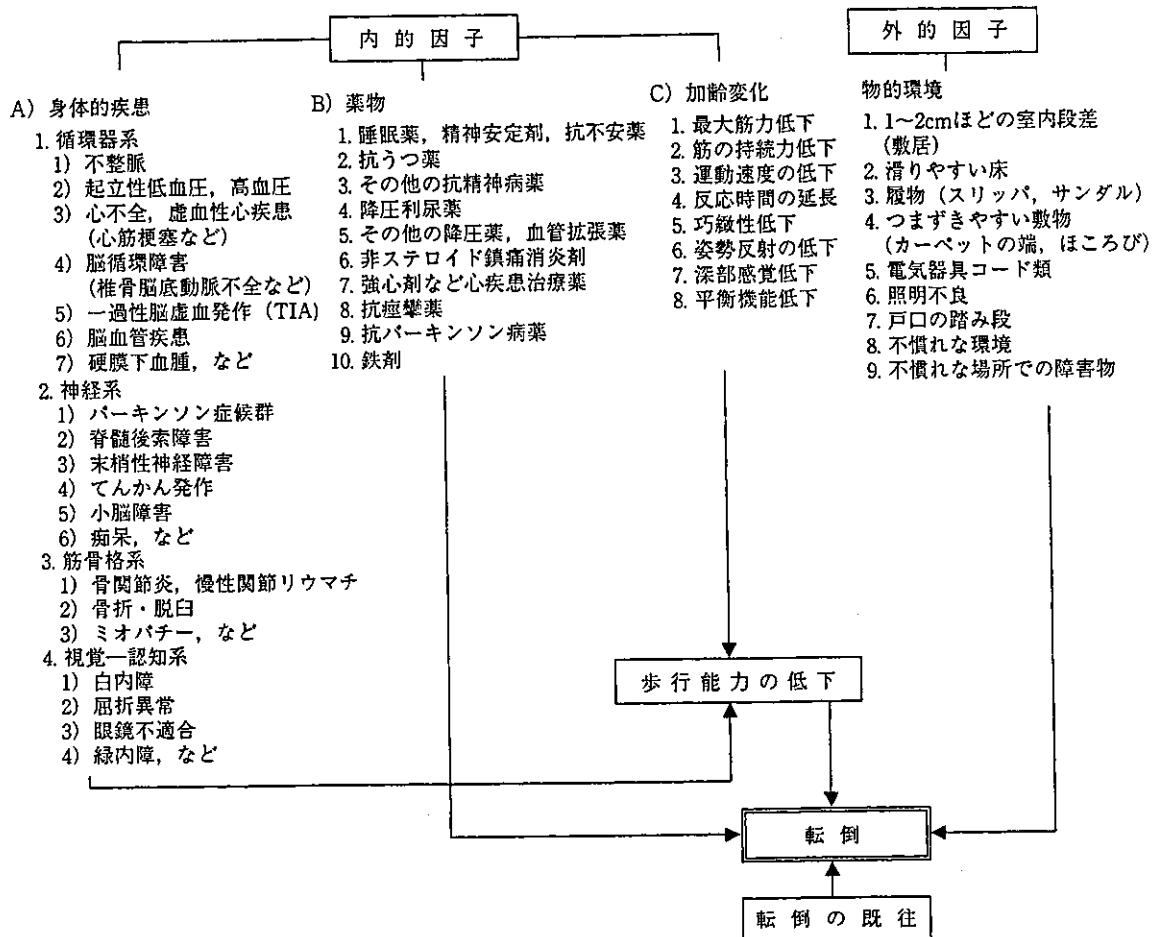 内的因子
外的因子
A) 身体的疾患
1. 循環器系
1) 不整脈
2) 起立性低血圧，高血圧
3) 心不全，虚血性心疾患
(心筋梗塞など)
4) 脳循環障害
(椎骨脳底動脈不全など)
5) 一過性脳虚血発作 (TIA)
6) 脳血管疾患
7) 硬膜下血腫，など
2. 神経系
1) パーキンソン症候群
2) 脊髄後索障害
3) 末梢性神経障害
4) てんかん発作
5) 小脳障害
6) 痴呆，など
3. 筋骨格系
1) 骨関節炎，慢性関節リウマチ
2) 骨折・脱臼
3) ミオパチー，など
4. 視覚―認知系
1) 白内障
2) 屈折異常
3) 眼鏡不適合
4) 緑内障，など
B) 薬物
1. 睡眠薬，精神安定剤，抗不安薬
2. 抗うつ薬
3. その他の抗精神病薬
4. 降圧利尿薬
5. その他の降圧薬，血管拡張薬
6. 非ステロイド鎮痛消炎剤
7. 強心剤など心疾患治療薬
8. 抗痙攣薬
9. 抗パーキンソン病薬
10. 鉄剤
C) 加齢変化
1. 最大筋力低下
2. 筋の持続力低下
3. 運動速度の低下
4. 反応時間の延長
5. 巧緻性低下
6. 姿勢反射の低下
7. 深部感覚低下
8. 平衡機能低下
物的環境
1. 1~2cmほどの室内段差
(敷居)
2. 滑りやすい床
3. 履物 (スリッパ，サンダル)
4. つまずきやすい敷物
(カーペットの端，ほころび)
5. 電気器具コード類
6. 照明不良
7. 戸口の踏み段
8. 不慣れな環境
9. 不慣れな場所での障害物
歩行能力の低下
転倒
転倒の既往